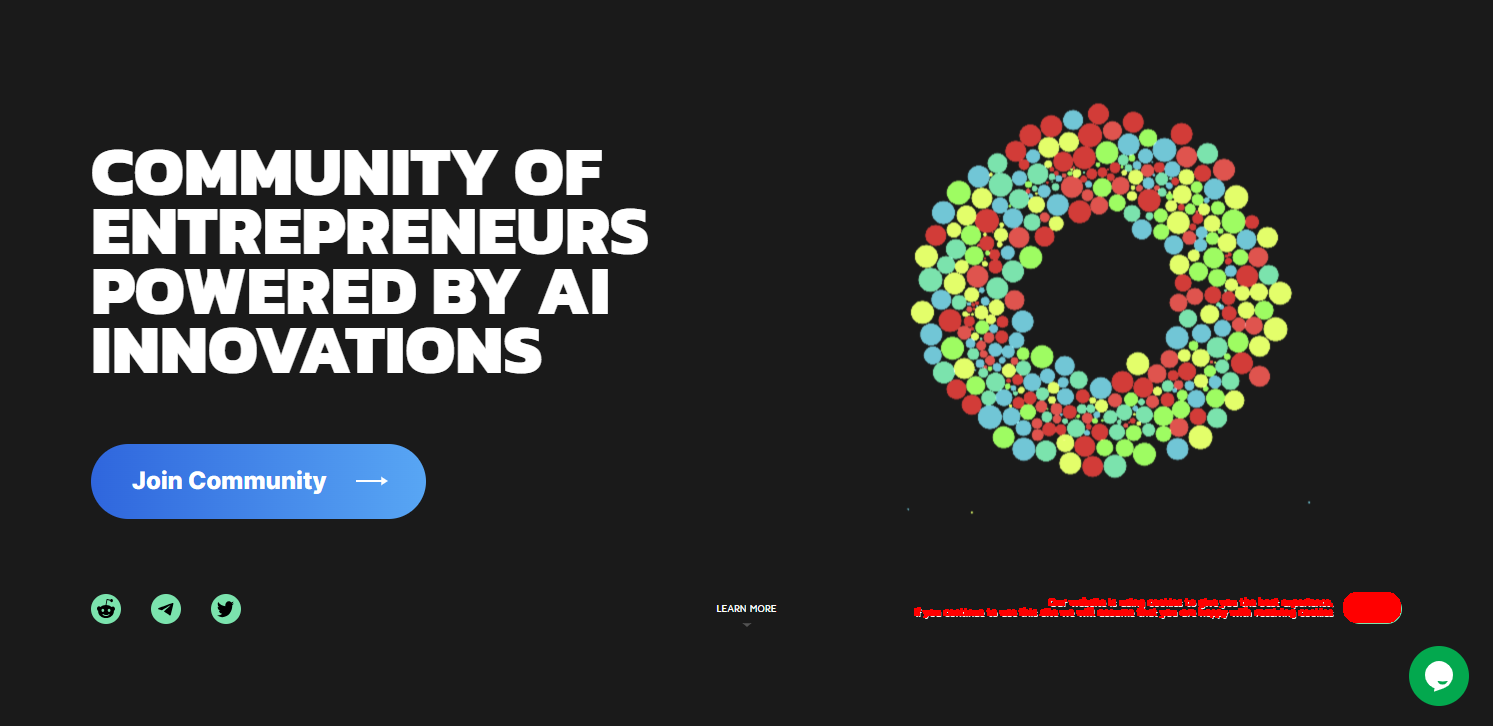 COMMUNITY OF
ENTREPRENEURS
POWERED BY AI
INNOVATIONS
Join Community
LEARN MORE
Our website is using cookies to give you the best experience.
If you continue to use this site we will assume that you are happy with receiving cookies